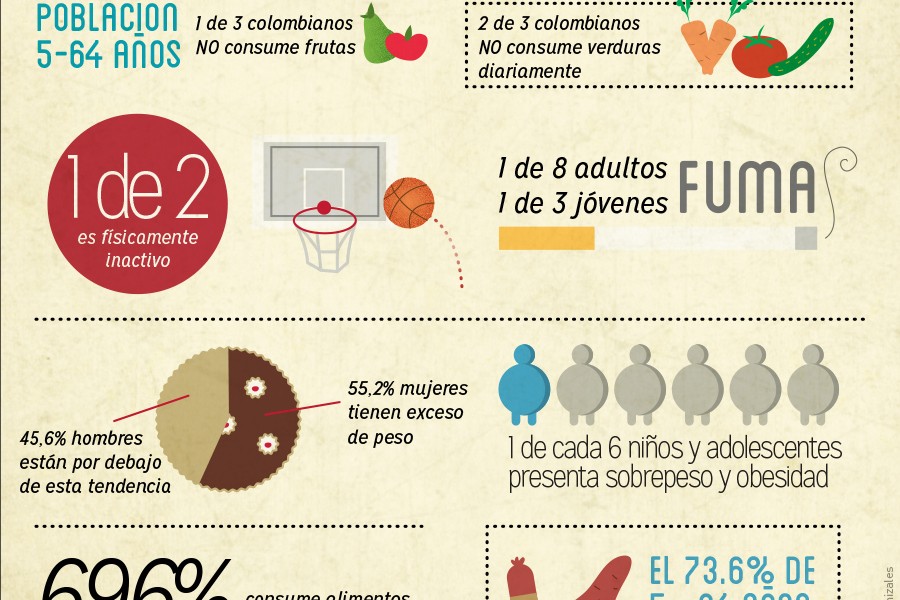 POBLACION
5-64 AÑOS
1 de 3 colombianos
NO consume frutas
2 de 3 colombianos
NO consume verduras
diariamente
1 de 2
es físicamente
inactivo
1 de 8 adultos
1 de 3 jóvenes
FUMA
45,6% hombres
están por debajo
de esta tendencia
55,2% mujeres
tienen exceso
de peso
1 de cada 6 niños y adolescentes
presenta sobrepeso y obesidad
69,6%
consume alimentos
EL 73.6% DE